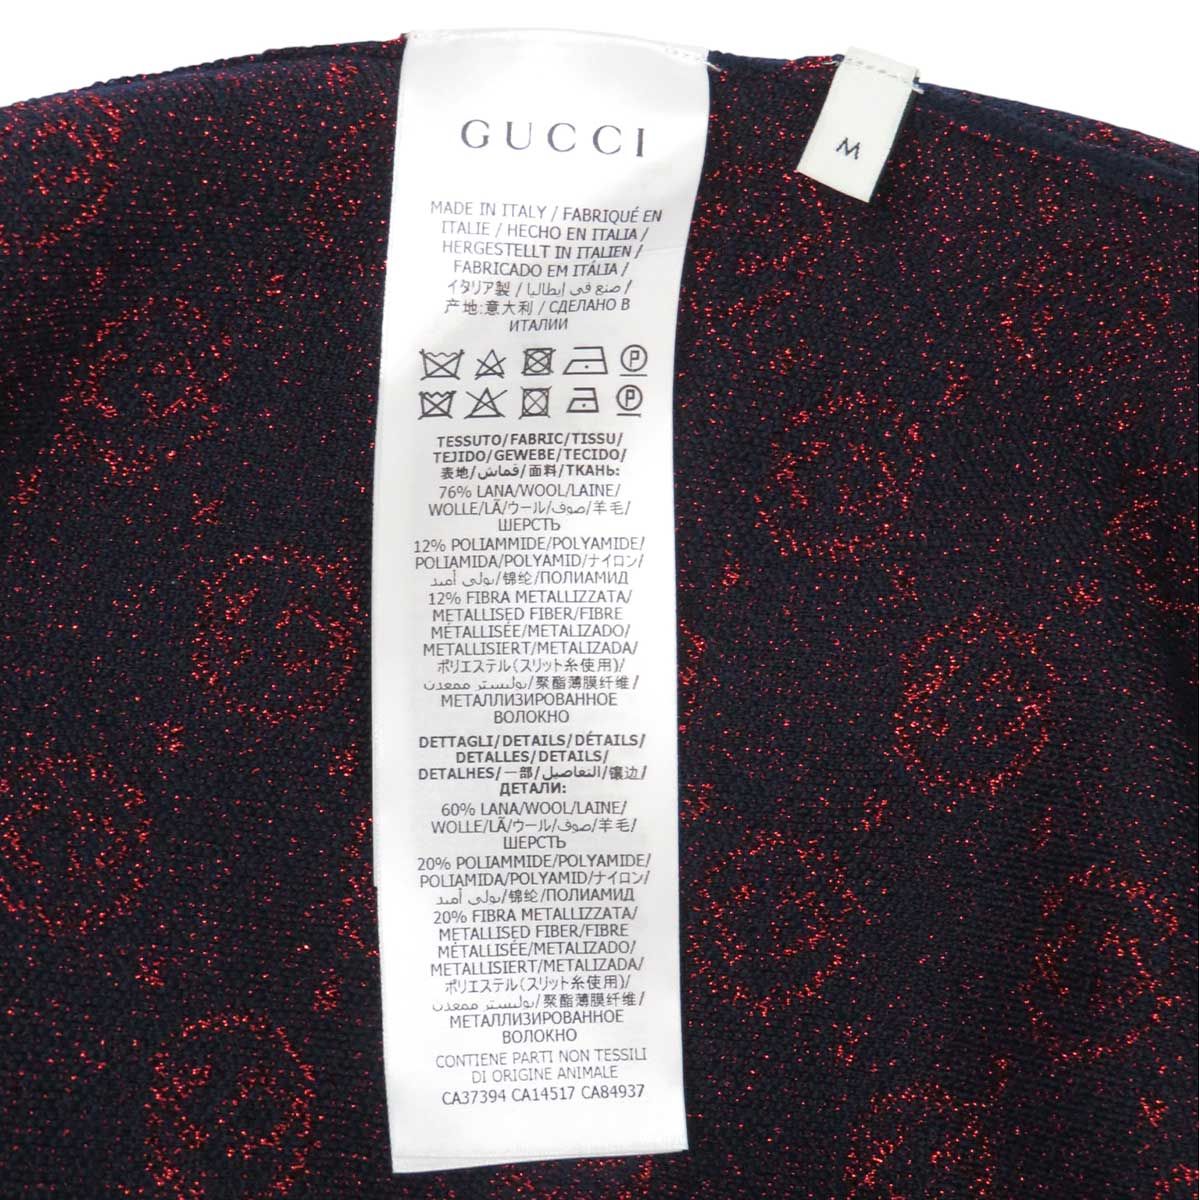 GUCCI
M
MADE IN ITALY / FABRIQUÉ EN
ITALIE / HECHO EN ITALIA /
HERGESTELLT IN ITALIEN /
FABRICADO EM ITÁLIA /
イタリア製 / صنع في إيطاليا /
产地:意大利 / СДЕЛАНО В
ИТАЛИИ
P
P
TESSUTO/FABRIC/TISSU/
TEJIDO/GEWEBE/TECIDO/
表地/قماش/面料/ТКАНЬ:
76% LANA/WOOL/LAINE/
WOLLE/LÃ/ウール/صوف/羊毛/
ШЕРСТЬ
12% POLIAMMIDE/POLYAMIDE/
POLIAMIDA/POLYAMID/ナイロン/
بولي أميد/锦纶/ПОЛИАМИД
12% FIBRA METALLIZZATA/
METALLISED FIBER/FIBRE
MÉTALLISÉE/METALIZADO/
METALLISIERT/METALIZADA/
ポリエステル(スリット糸使用)/
بوليستر ممعدن/聚酯薄膜纤维/
МЕТАЛЛИЗИРОВАННОЕ
ВОЛОКНО
DETTAGLI/DETAILS/DÉTAILS/
DETALLES/DETAILS/
DETALHES/一部/التفاصيل/镶边/
ДЕТАЛИ:
60% LANA/WOOL/LAINE/
WOLLE/LÃ/ウール/صوف/羊毛/
ШЕРСТЬ
20% POLIAMMIDE/POLYAMIDE/
POLIAMIDA/POLYAMID/ナイロン/
بولي أميد/锦纶/ПОЛИАМИД
20% FIBRA METALLIZZATA/
METALLISED FIBER/FIBRE
MÉTALLISÉE/METALIZADO/
METALLISIERT/METALIZADA/
ポリエステル(スリット糸使用)/
بوليستر ممعدن/聚酯薄膜纤维/
МЕТАЛЛИЗИРОВАННОЕ
ВОЛОКНО
CONTIENE PARTI NON TESSILI
DI ORIGINE ANIMALE
CA37394 CA14517 CA84937